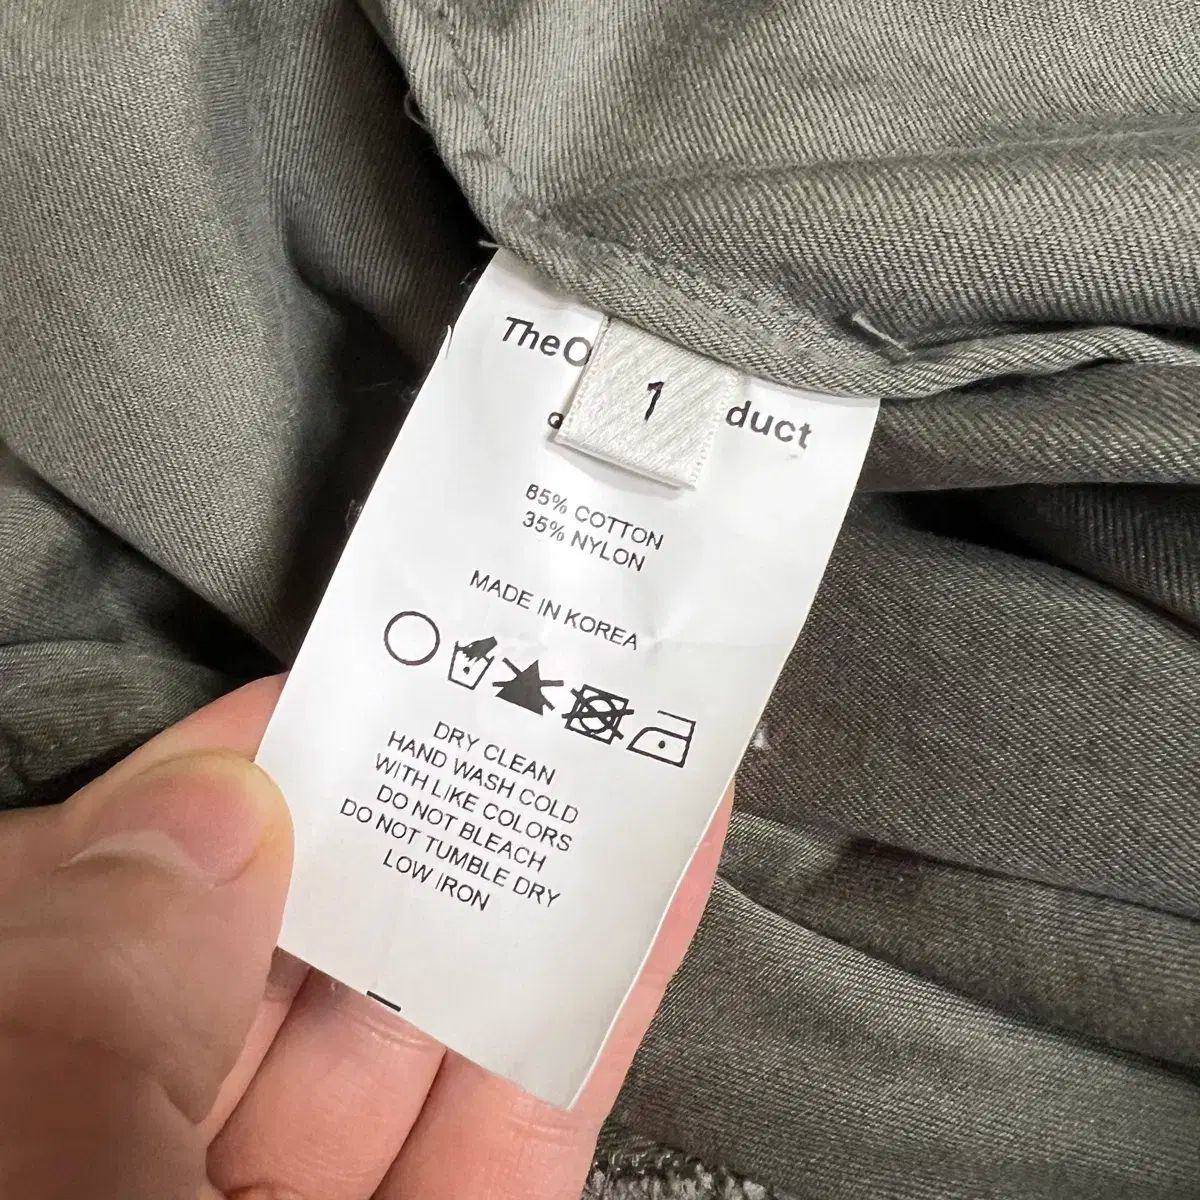 TheO duct
1
85% COTTON
35% NYLON
MADE IN KOREA
DRY CLEAN
HAND WASH COLD
WITH LIKE COLORS
DO NOT BLEACH
DO NOT TUMBLE DRY
LOW IRON